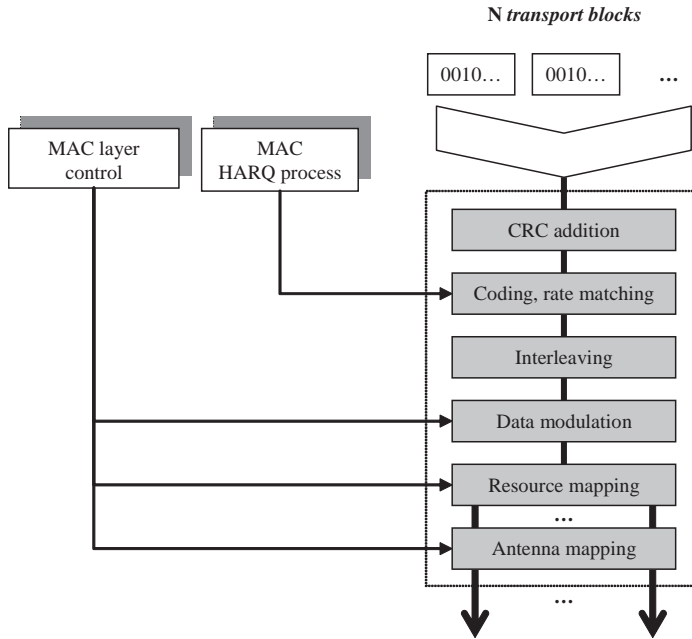 N transport blocks
0010… 0010… …
MAC layer
control
MAC
HARQ process
CRC addition
Coding, rate matching
Interleaving
Data modulation
Resource mapping
…
Antenna mapping
…